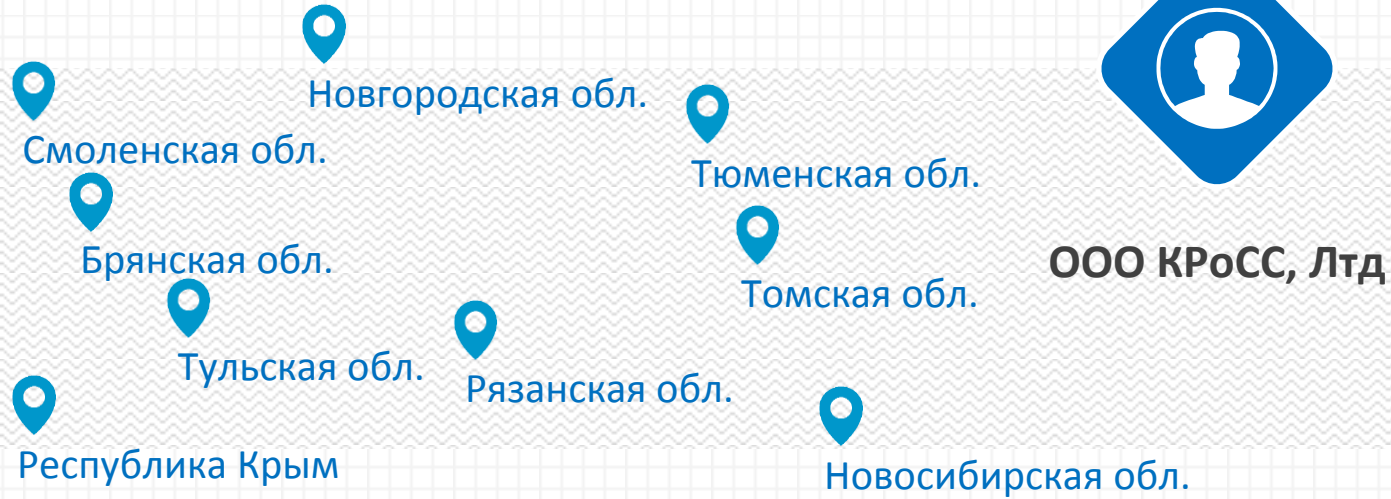 Новгородская обл.
Смоленская обл.
Тюменская обл.
Брянская обл.
ООО КРоСС, Лтд
Томская обл.
Тульская обл.
Рязанская обл.
Республика Крым
Новосибирская обл.